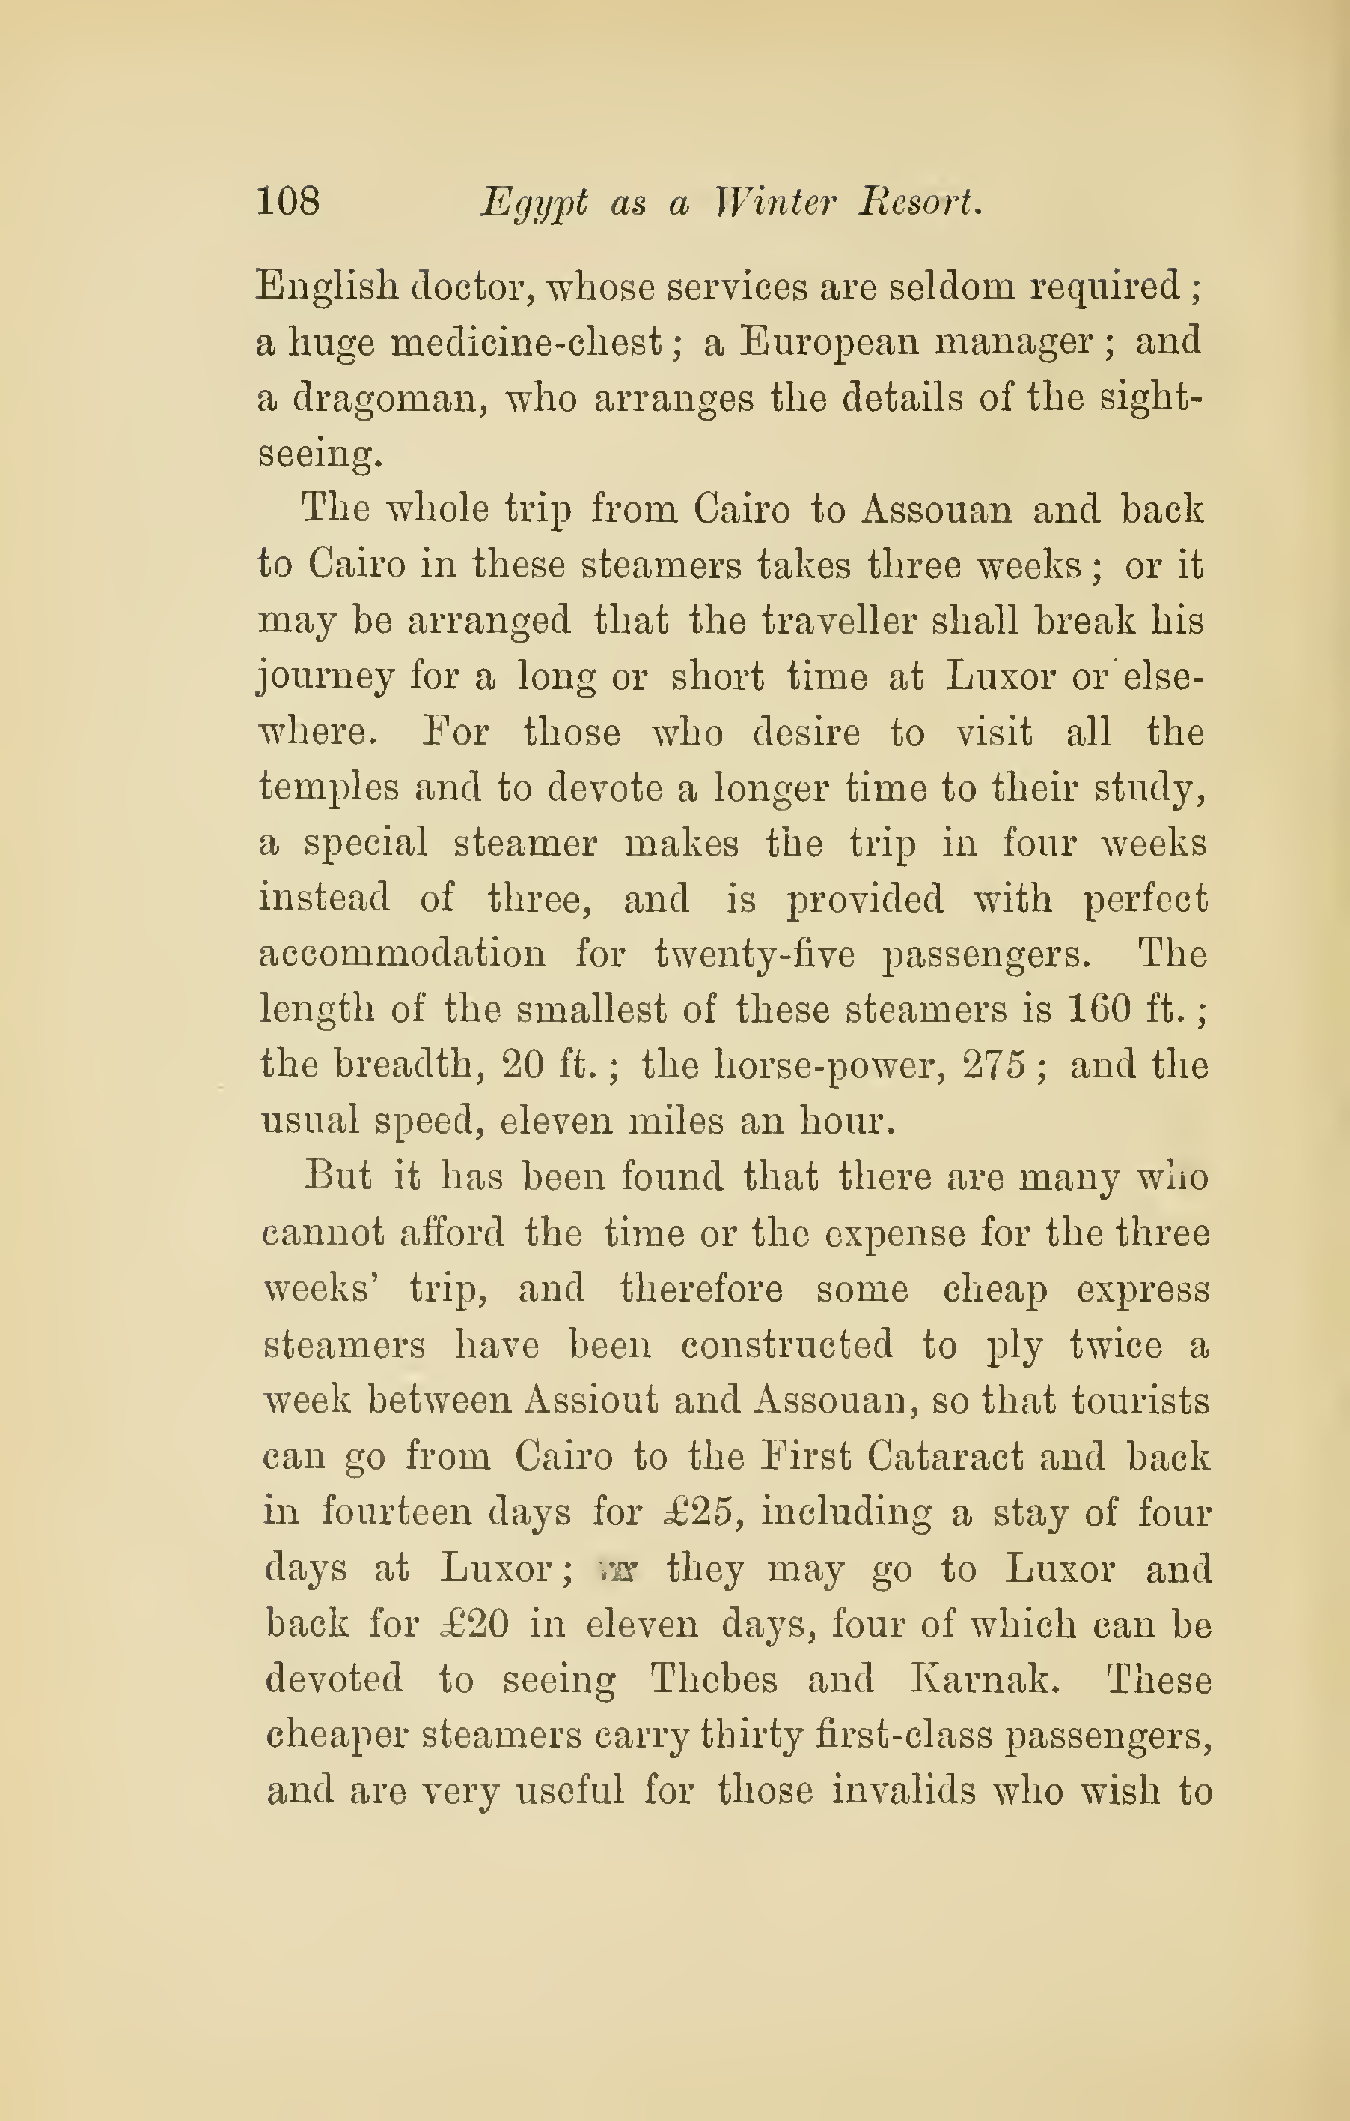 108 Egypt as a Winter Resort.
English doctor, whose services are seldom required ;
a huge medicine-chest ; a European manager ; and
a dragoman, who arranges the details of the sight-
seeing.
The whole trip from Cairo to Assouan and back
to Cairo in these steamers takes three weeks ; or it
may be arranged that the traveller shall break his
journey for a long or short time at Luxor or else-
where. For those who desire to visit all the
temples and to devote a longer time to their study,
a special steamer makes the trip in four weeks
instead of three, and is provided with perfect
accommodation for twenty-five passengers. The
length of the smallest of these steamers is 160 ft. ;
the breadth, 20 ft. ; the horse-power, 275 ; and the
usual speed, eleven miles an hour.
But it has been found that there are many who
cannot afford the time or the expense for the three
weeks' trip, and therefore some cheap express
steamers have been constructed to ply twice a
week between Assiout and Assouan, so that tourists
can go from Cairo to the First Cataract and back
in fourteen days for £25, including a stay of four
days at Luxor ; they may go to Luxor and
back for £20 in eleven days, four of which can be
devoted to seeing Thebes and Karnak. These
cheaper steamers carry thirty first-class passengers,
and are very useful for those invalids who wish to